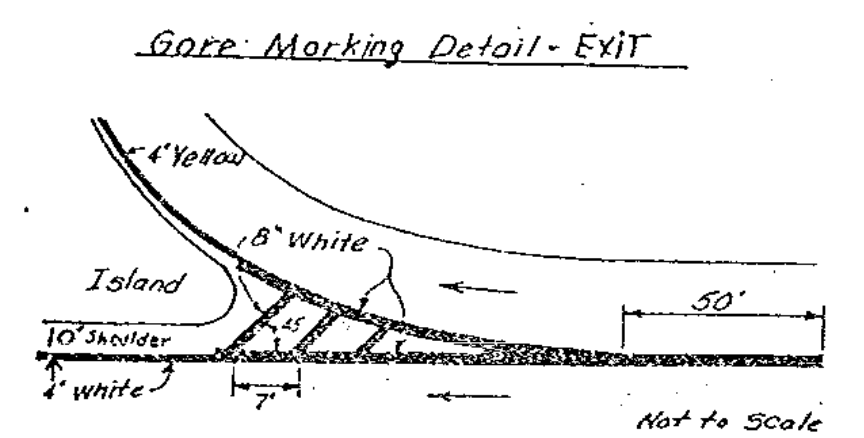 Gore Marking Detail - EXiT
4" Yellow
8" White
Island
50'
10' Shoulder
45
4" white
7'
Not to Scale